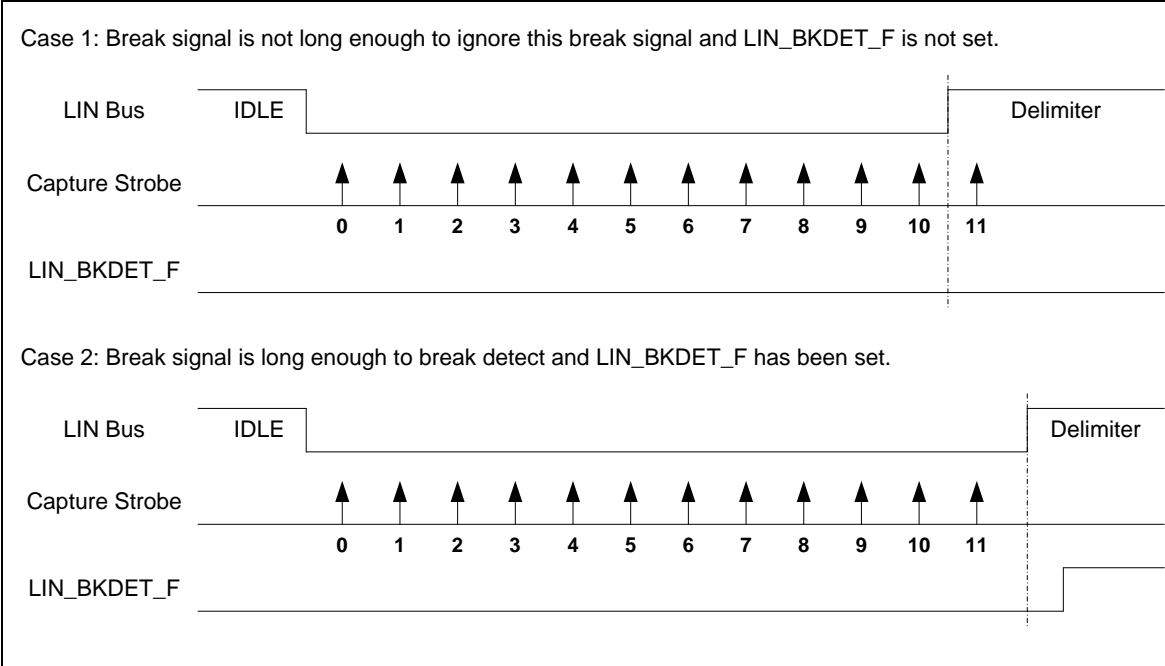 Case 1: Break signal is not long enough to ignore this break signal and LIN_BKDET_F is not set.
LIN Bus IDLE Delimiter
Capture Strobe
0 1 2 3 4 5 6 7 8 9 10 11
LIN_BKDET_F
Case 2: Break signal is long enough to break detect and LIN_BKDET_F has been set.
LIN Bus IDLE Delimiter
Capture Strobe
0 1 2 3 4 5 6 7 8 9 10 11
LIN_BKDET_F